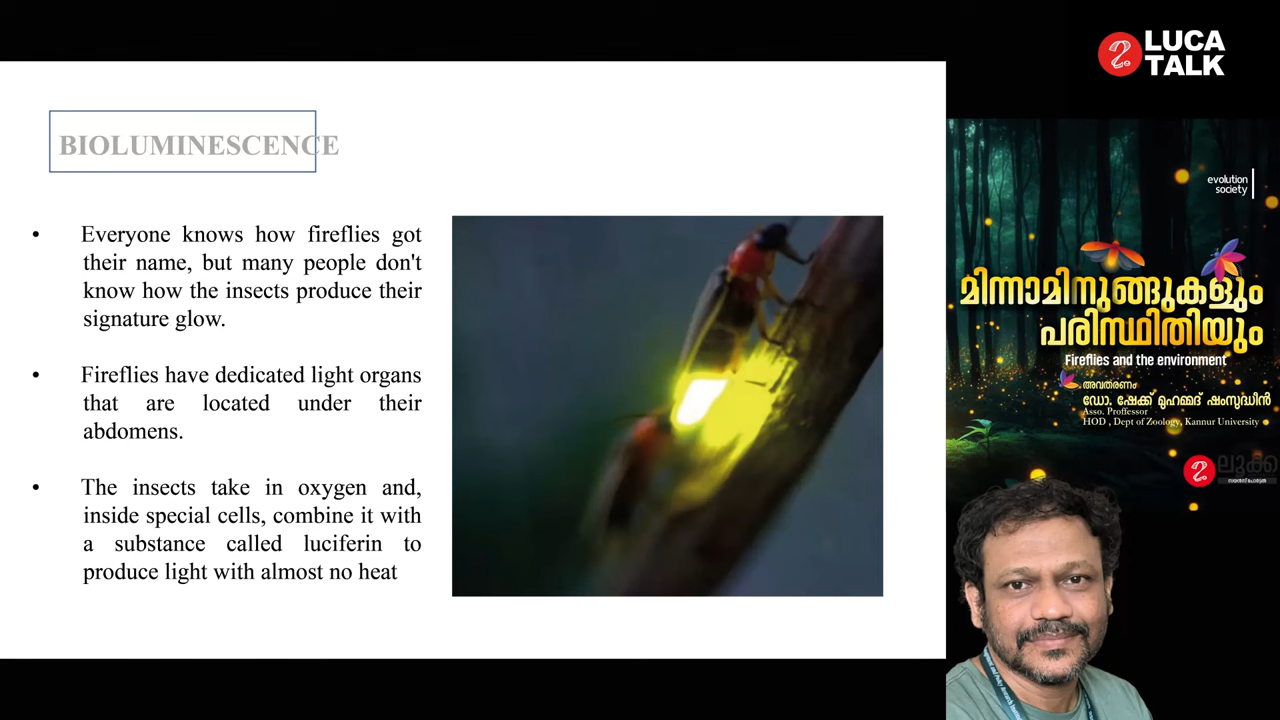 LUCA
TALK
BIOLUMINESCENCE
• Everyone knows how fireflies got
their name, but many people don't
know how the insects produce their
signature glow.
• Fireflies have dedicated light organs
that are located under their
abdomens.
• The insects take in oxygen and,
inside special cells, combine it with
a substance called luciferin to
produce light with almost no heat
evolution
society
മിന്നാമിനുങ്ങുകളും
പരിസ്ഥിതിയും
Fireflies and the environment
അവതരണം
ഡോ. ഷേക്ക് മുഹമ്മദ് ഷംസുദ്ധീൻ
Asso. Proffessor
HOD , Dept of Zoology, Kannur University
ലൂക്ക